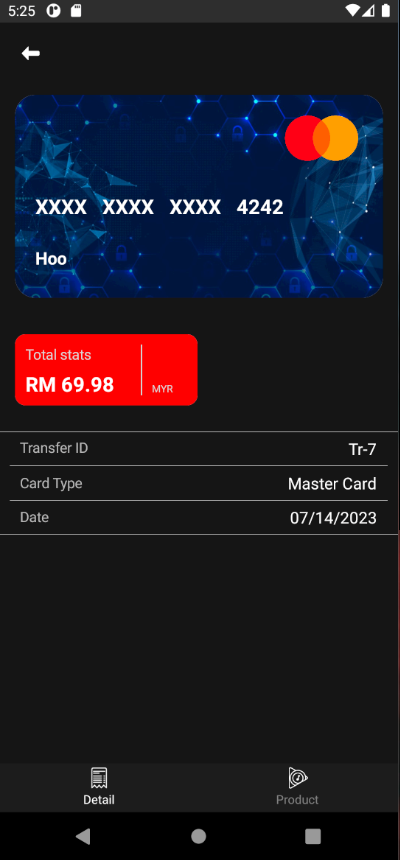 5:25
XXXX XXXX XXXX 4242
Hoo
Total stats
RM 69.98 MYR
Transfer ID Tr-7
Card Type Master Card
Date 07/14/2023
Detail Product